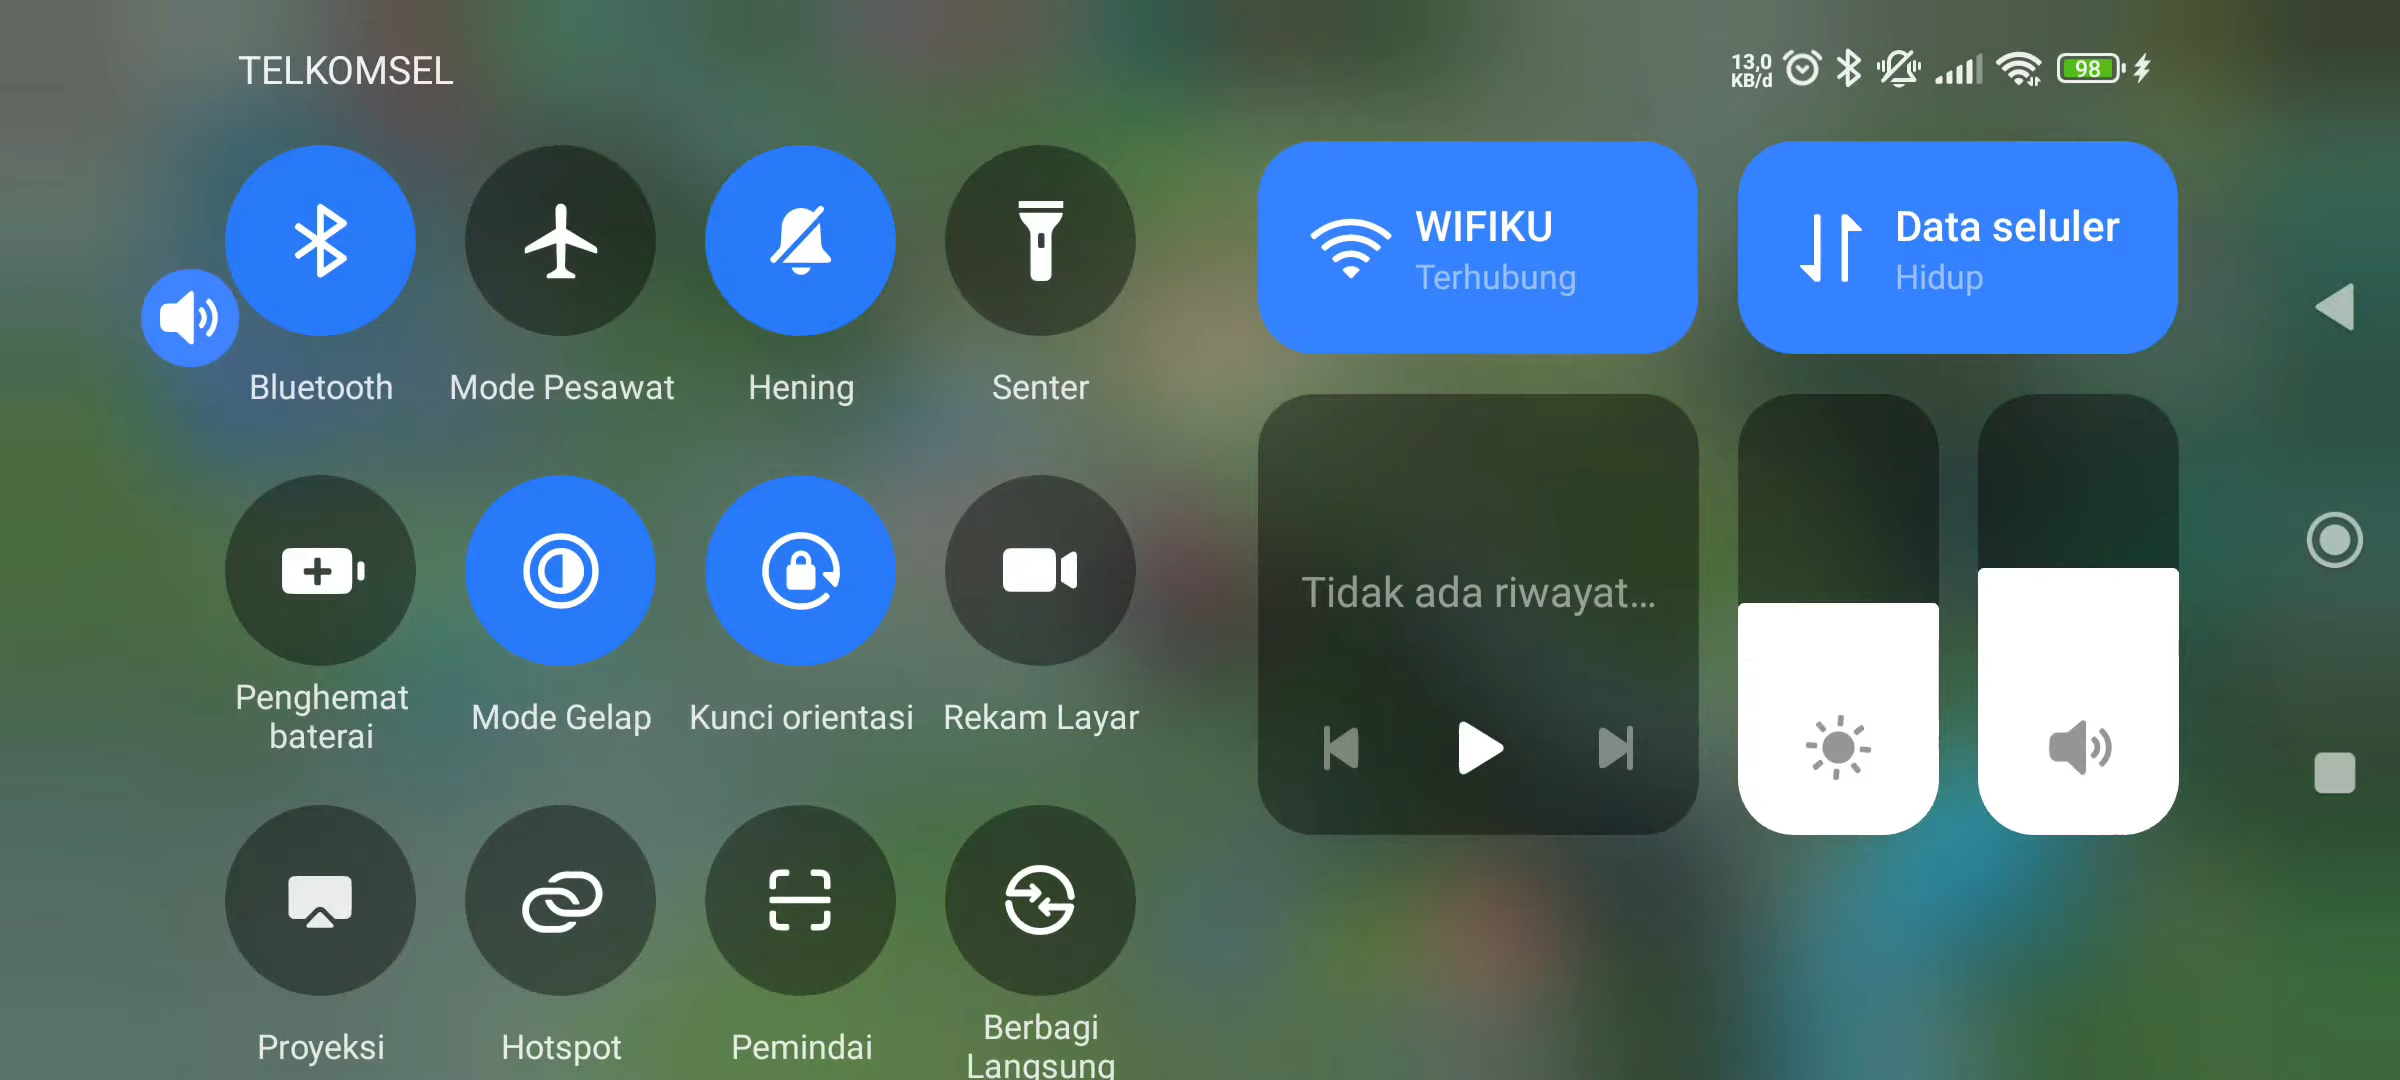 TELKOMSEL
13,0
KB/d
98
WIFIKU
Terhubung
Data seluler
Hidup
Bluetooth
Mode Pesawat
Hening
Senter
Tidak ada riwayat...
Penghemat
baterai
Mode Gelap
Kunci orientasi
Rekam Layar
Proyeksi
Hotspot
Pemindai
Berbagi
Langsung